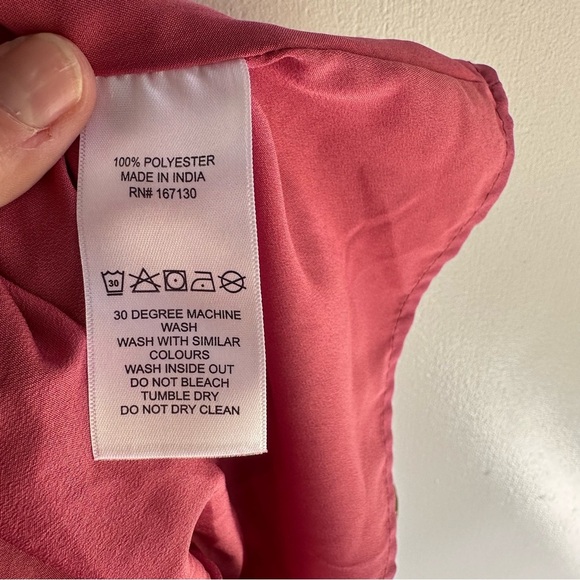 100% POLYESTER
MADE IN INDIA
RN# 167130
30
30 DEGREE MACHINE
WASH
WASH WITH SIMILAR
COLOURS
WASH INSIDE OUT
DO NOT BLEACH
TUMBLE DRY
DO NOT DRY CLEAN